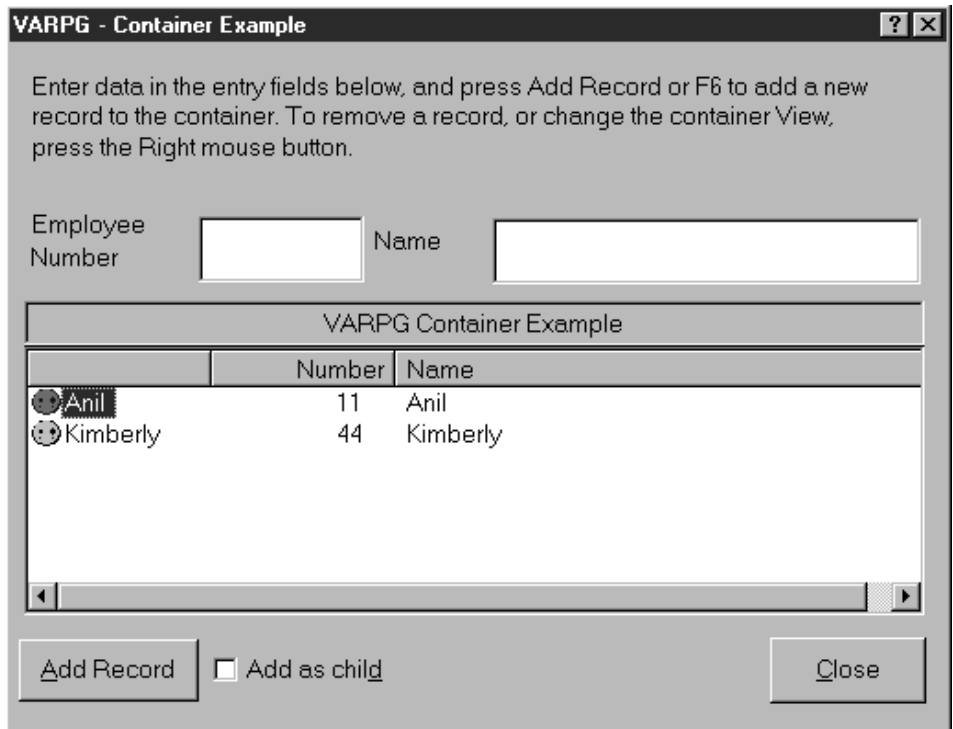 VARPG - Container Example
Enter data in the entry fields below, and press Add Record or F6 to add a new
record to the container. To remove a record, or change the container View,
press the Right mouse button.
Employee
Number
Name
VARPG Container Example
Number Name
Anil 11 Anil
Kimberly 44 Kimberly
Add Record Add as child Close